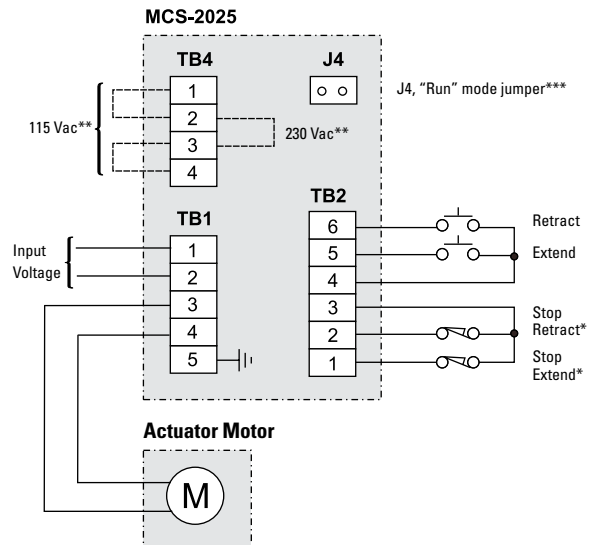 MCS-2025
TB4
J4
1
2
3
4
115 Vac**
230 Vac**
J4, "Run" mode jumper***
TB1
1
2
3
4
5
Input
Voltage
TB2
6
5
4
3
2
1
Retract
Extend
Stop
Retract*
Stop
Extend*
Actuator Motor
M